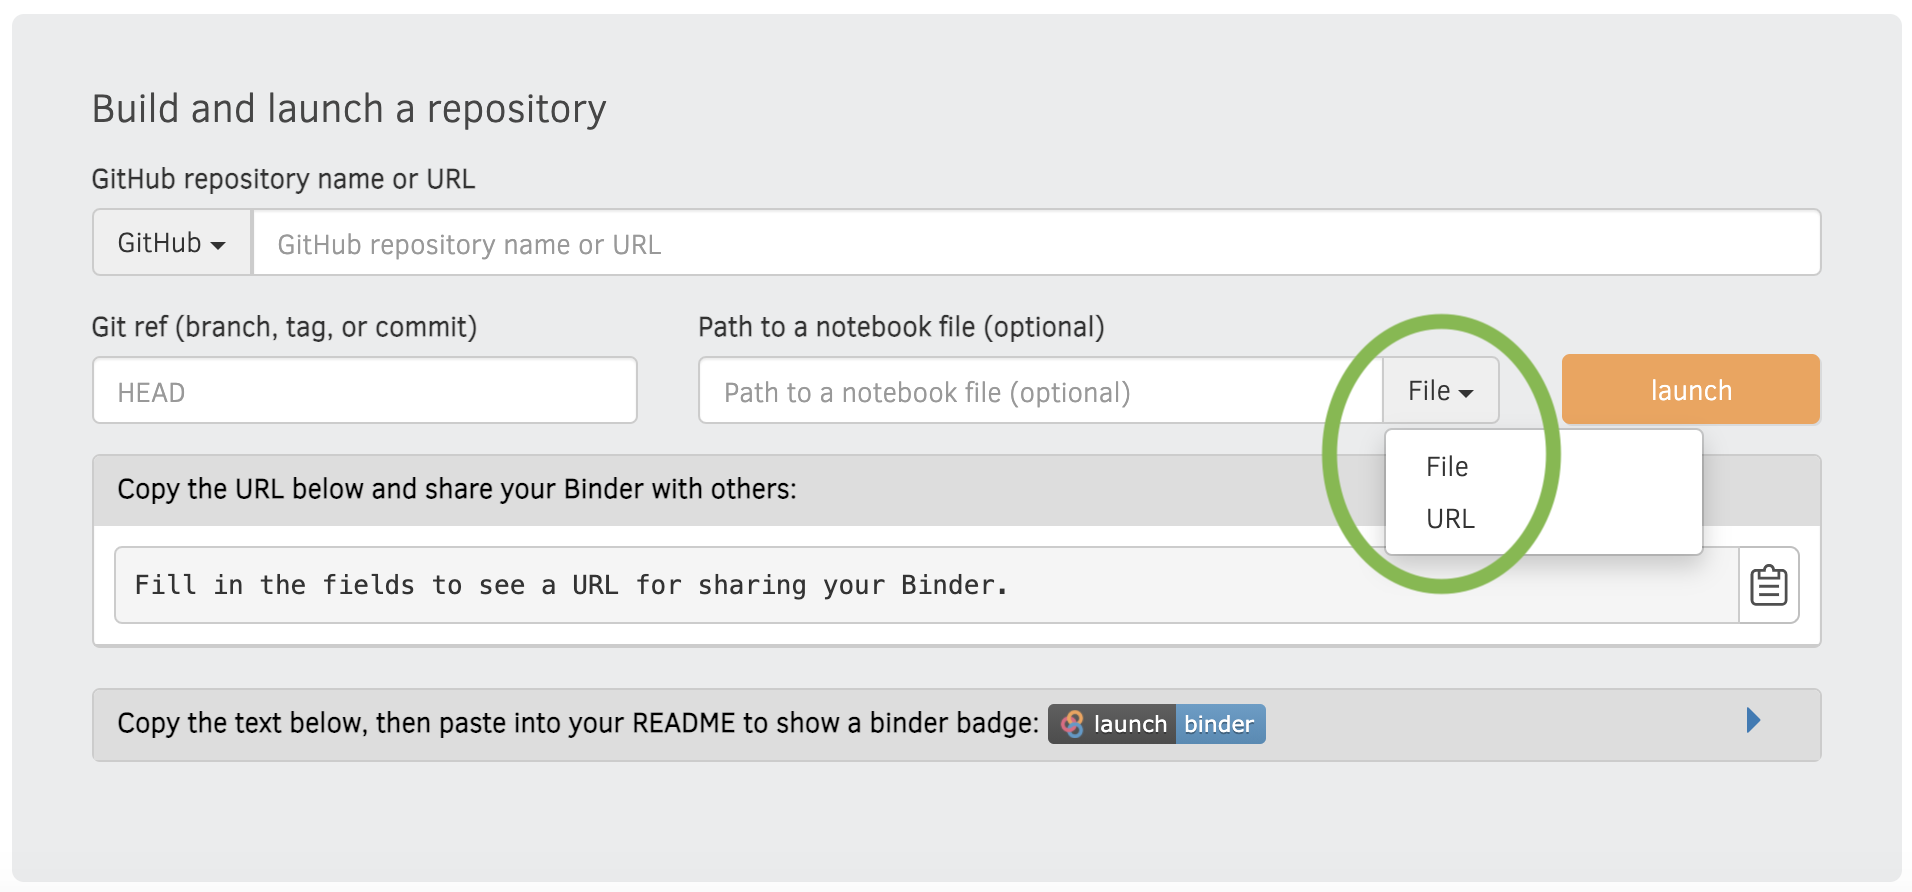 Build and launch a repository
GitHub repository name or URL
GitHub
GitHub repository name or URL
Git ref (branch, tag, or commit)
Path to a notebook file (optional)
HEAD
Path to a notebook file (optional)
File
launch
File
URL
Copy the URL below and share your Binder with others:
Fill in the fields to see a URL for sharing your Binder.
Copy the text below, then paste into your README to show a binder badge: launch binder